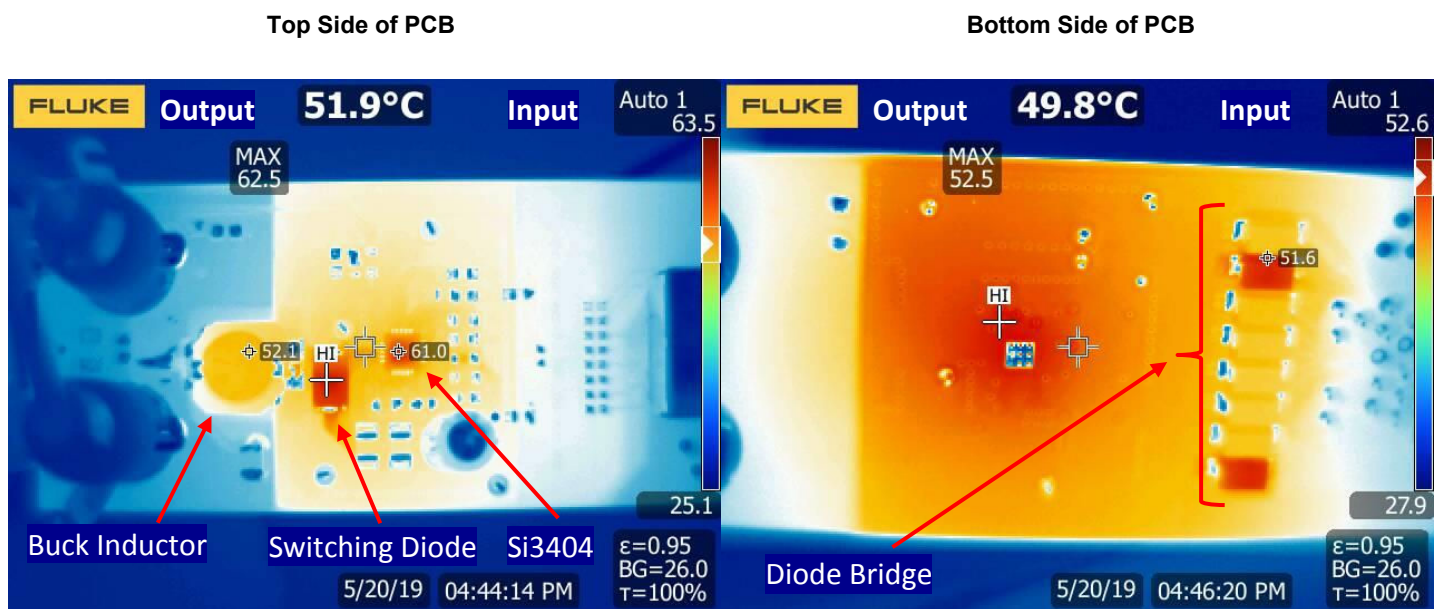 Top Side of PCB
Bottom Side of PCB
FLUKE Output 51.9°C Input Auto 1
63.5
MAX
62.5
52.1 HI 61.0
25.1
Buck Inductor Switching Diode Si3404
ε=0.95
BG=26.0
τ=100%
5/20/19 04:44:14 PM
FLUKE Output 49.8°C Input Auto 1
52.6
MAX
52.5
51.6
HI
27.9
Diode Bridge
ε=0.95
BG=26.0
τ=100%
5/20/19 04:46:20 PM